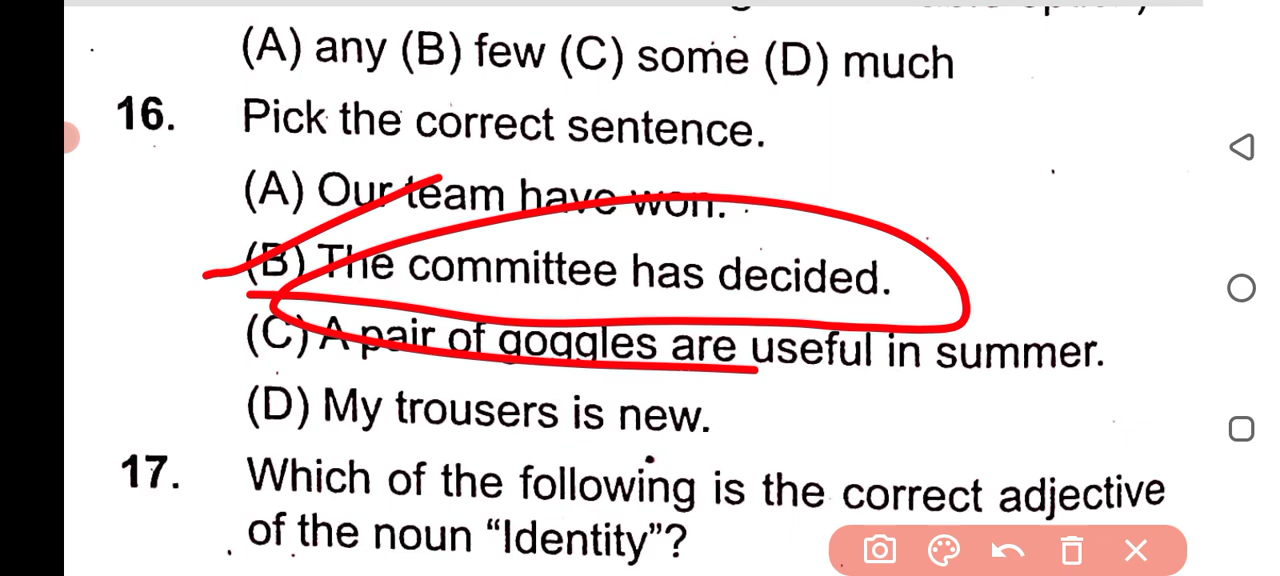 (A) any (B) few (C) some (D) much
16. Pick the correct sentence.
(A) Our team have won.
(B) The committee has decided.
(C) A pair of goggles are useful in summer.
(D) My trousers is new.
17. Which of the following is the correct adjective
of the noun “Identity”?